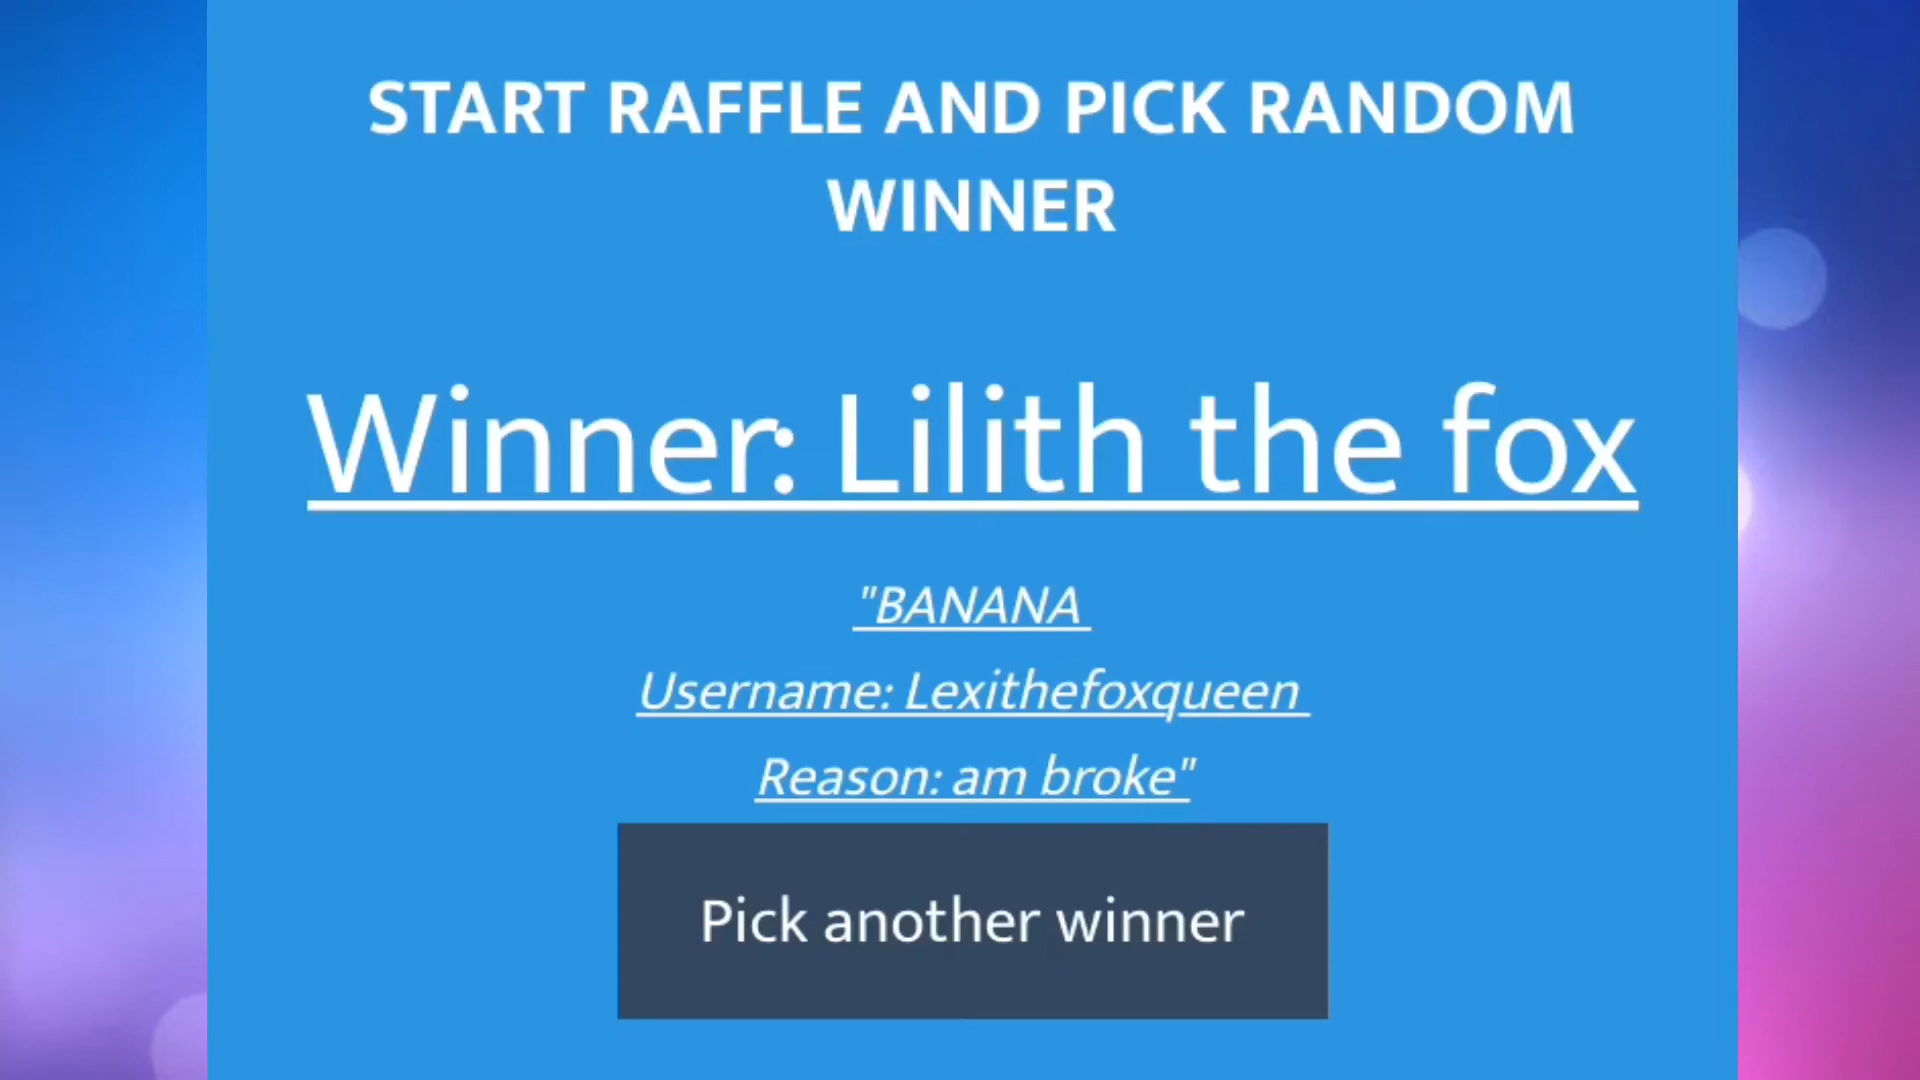 START RAFFLE AND PICK RANDOM
WINNER
Winner: Lilith the fox
"BANANA
Username: Lexithefoxqueen
Reason: am broke"
Pick another winner